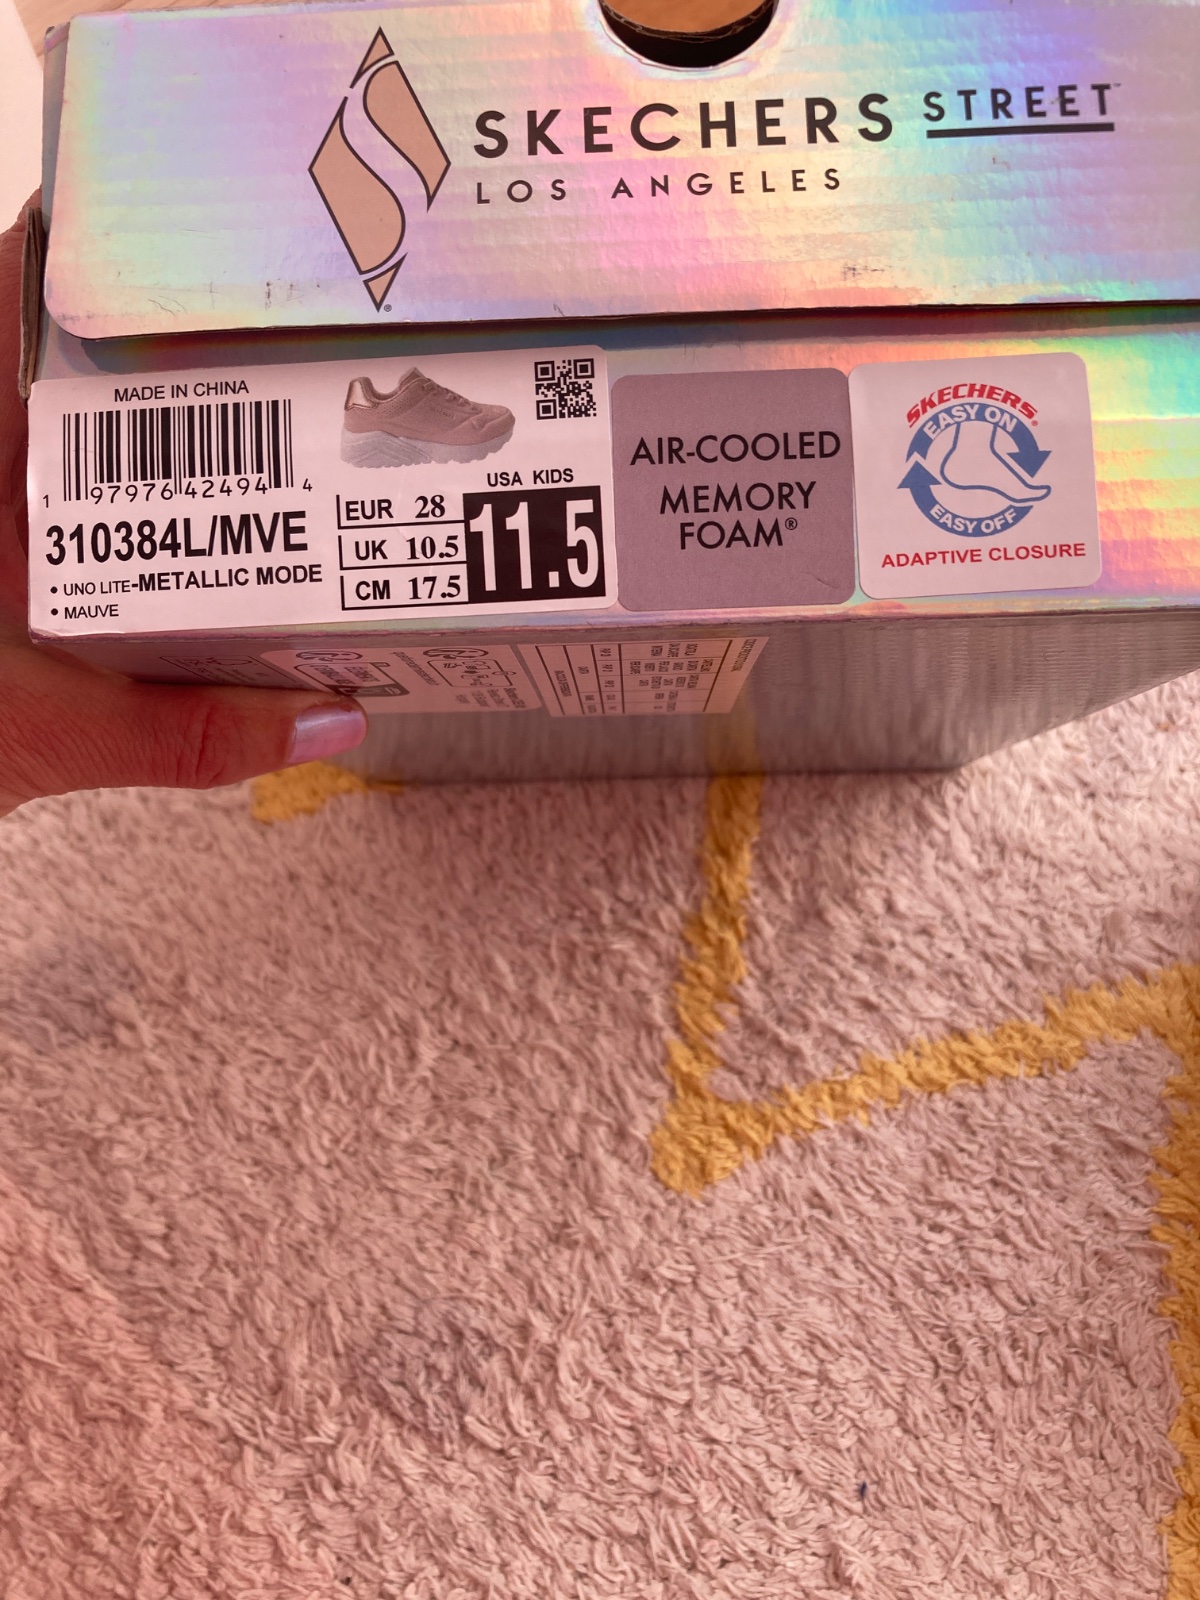 SKECHERS STREET™
LOS ANGELES
MADE IN CHINA
1 97976 42494 4
310384L/MVE
• UNO LITE-METALLIC MODE
• MAUVE
EUR 28
UK 10.5
CM 17.5
USA KIDS
11.5
AIR-COOLED
MEMORY
FOAM®
SKECHERS®
EASY ON
EASY OFF
ADAPTIVE CLOSURE